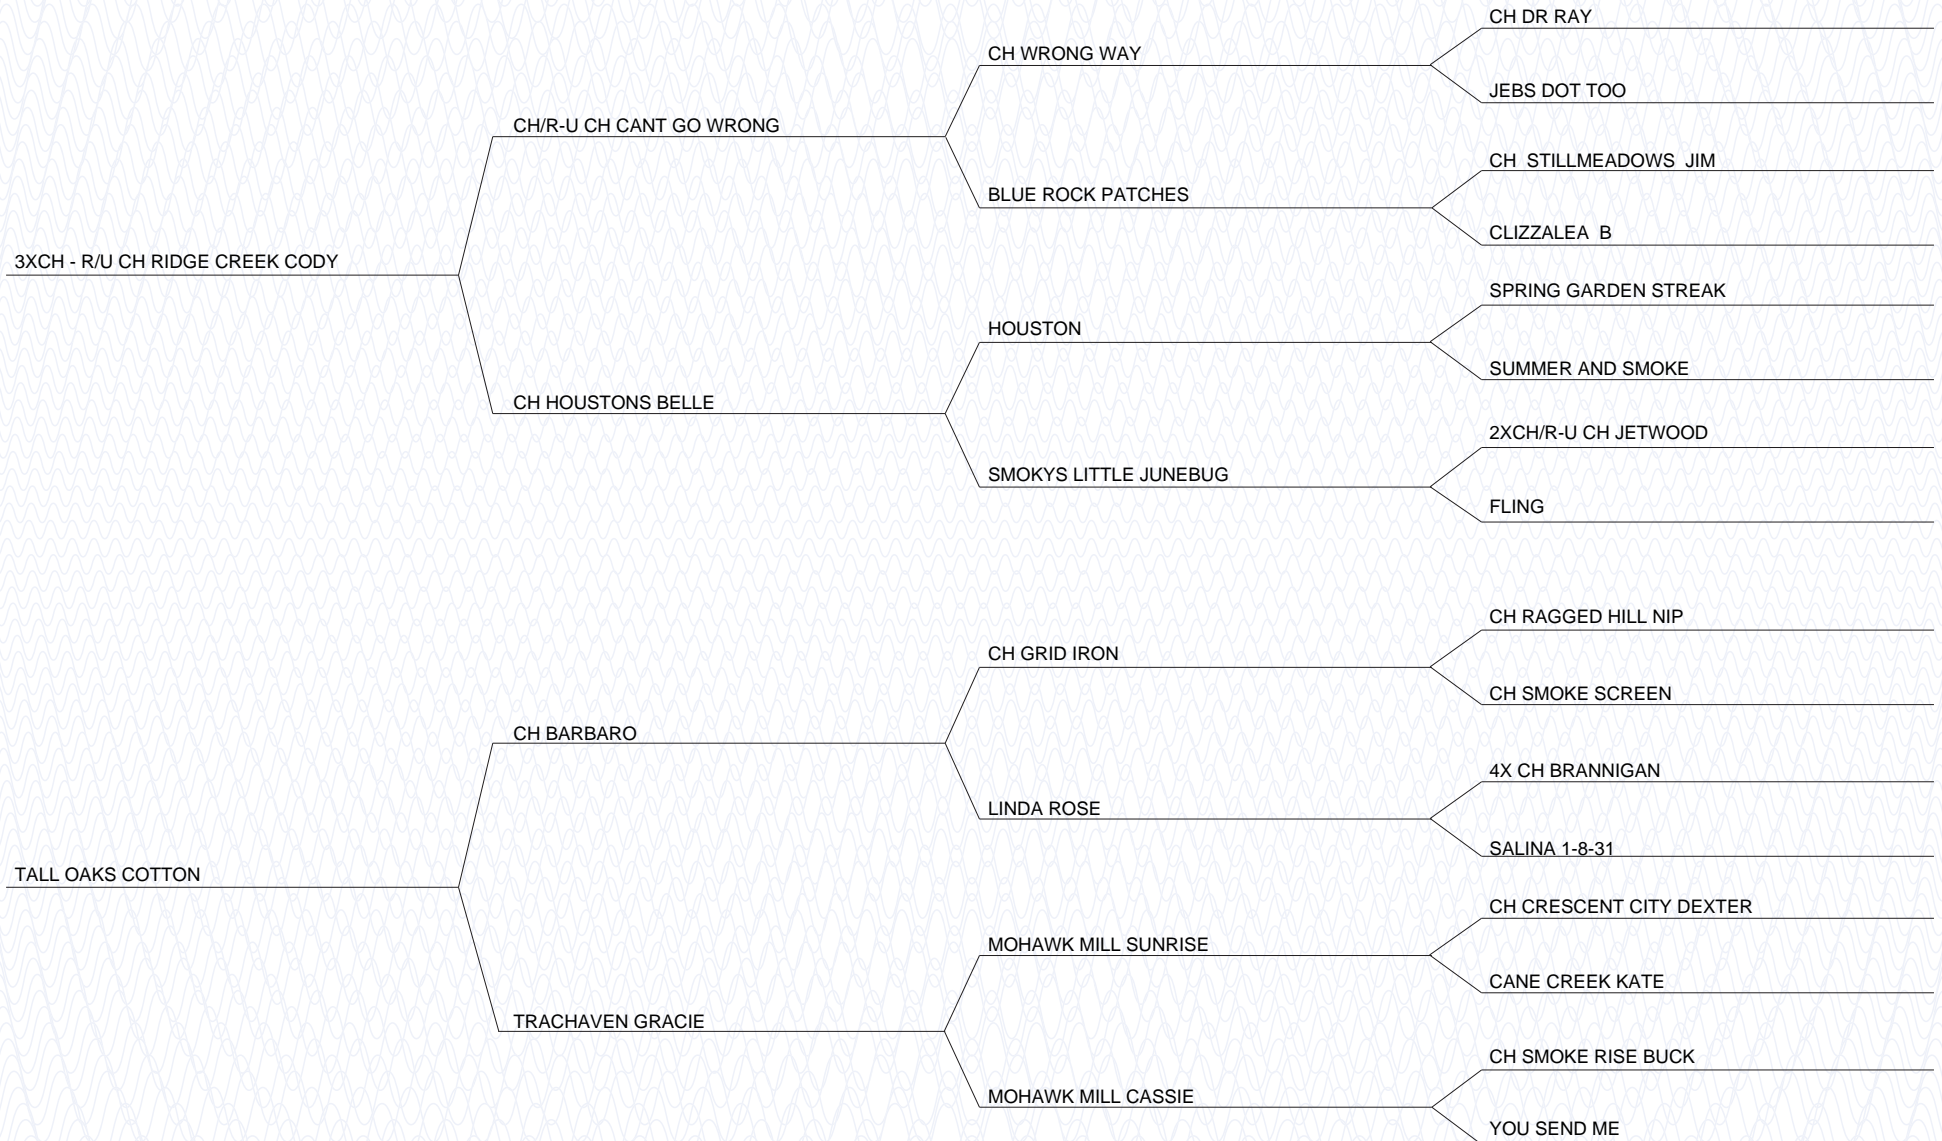 CH DR RAY
CH WRONG WAY
JEBS DOT TOO
CH/R-U CH CANT GO WRONG
CH  STILLMEADOWS  JIM
BLUE ROCK PATCHES
CLIZZALEA  B
3XCH - R/U CH RIDGE CREEK CODY
SPRING GARDEN STREAK
HOUSTON
SUMMER AND SMOKE
CH HOUSTONS BELLE
2XCH/R-U CH JETWOOD
SMOKYS LITTLE JUNEBUG
FLING
CH RAGGED HILL NIP
CH GRID IRON
CH SMOKE SCREEN
CH BARBARO
4X CH BRANNIGAN
LINDA ROSE
SALINA 1-8-31
TALL OAKS COTTON
CH CRESCENT CITY DEXTER
MOHAWK MILL SUNRISE
CANE CREEK KATE
TRACHAVEN GRACIE
CH SMOKE RISE BUCK
MOHAWK MILL CASSIE
YOU SEND ME